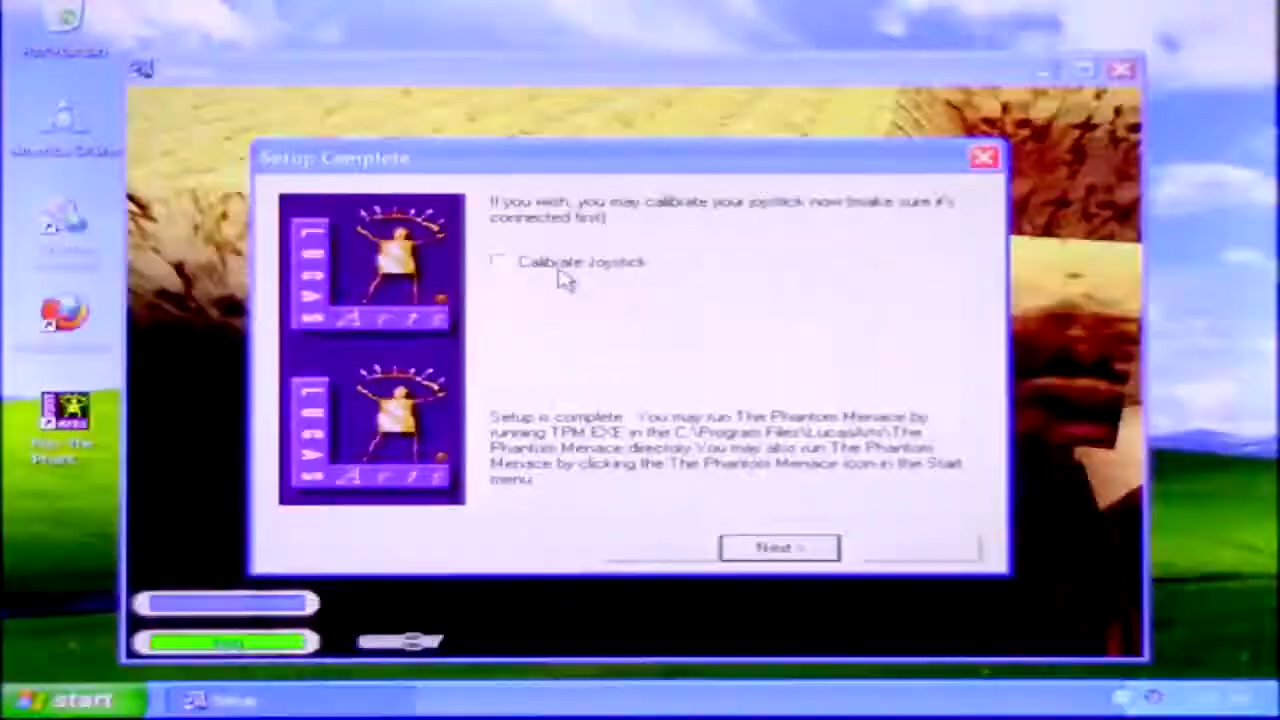 Setup Complete
If you wish, you may calibrate your joystick now (make sure it's
connected first)
Calibrate Joystick
LUCAS
Arts
LUCAS
Arts
Setup is complete. You may run The Phantom Menace by
running TPM.EXE in the C:\Program Files\LucasArts\The
Phantom Menace directory. You may also run The Phantom
Menace by clicking the The Phantom Menace icon in the Start
menu.
Next >
start
Setup